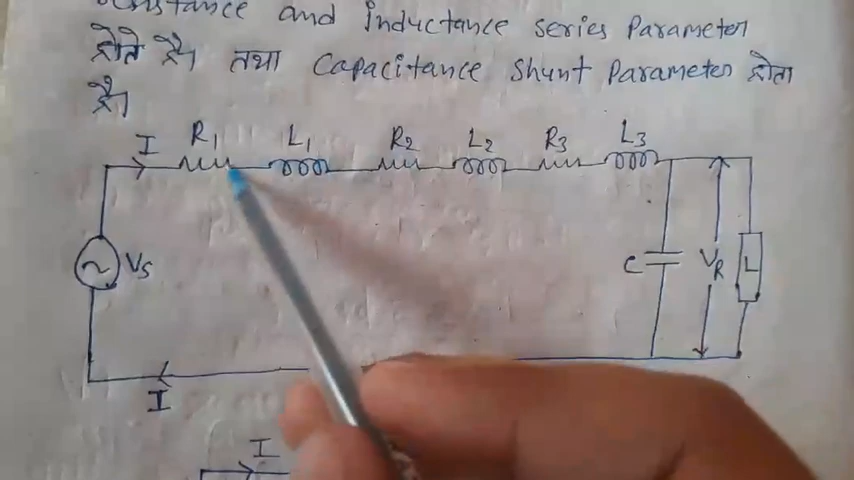 and inductance series Parameter
होते है। तथा Capacitance Shunt Parameter होता
है।
I R1 L1 R2 L2 R3 L3
Vs C VR L
I
I